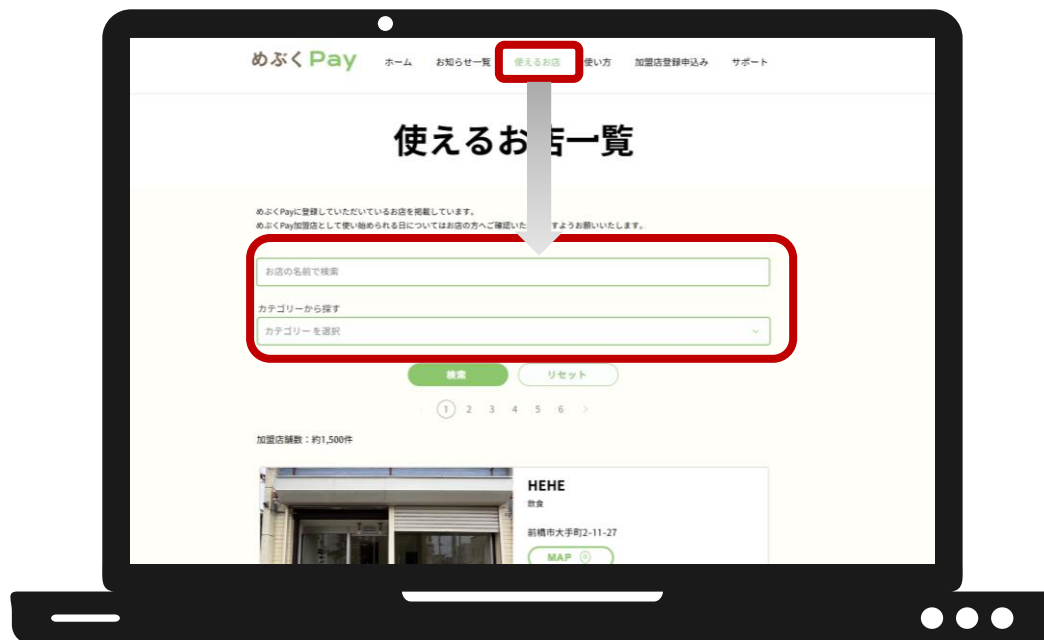 めぶくPay
ホーム お知らせ一覧 使えるお店 使い方 加盟店登録申込み サポート
使えるお店一覧
めぶくPayに登録していただいているお店を掲載しています。
めぶくPay加盟店として使い始められる日についてはお店の方へご確認いた すようお願いいたします。
お店の名前で検索
カテゴリーから探す
カテゴリー を選択
検索 リセット
1 2 3 4 5 6 >
加盟店舗数:約1,500件
HEHE
飲食
前橋市大手町2-11-27
MAP